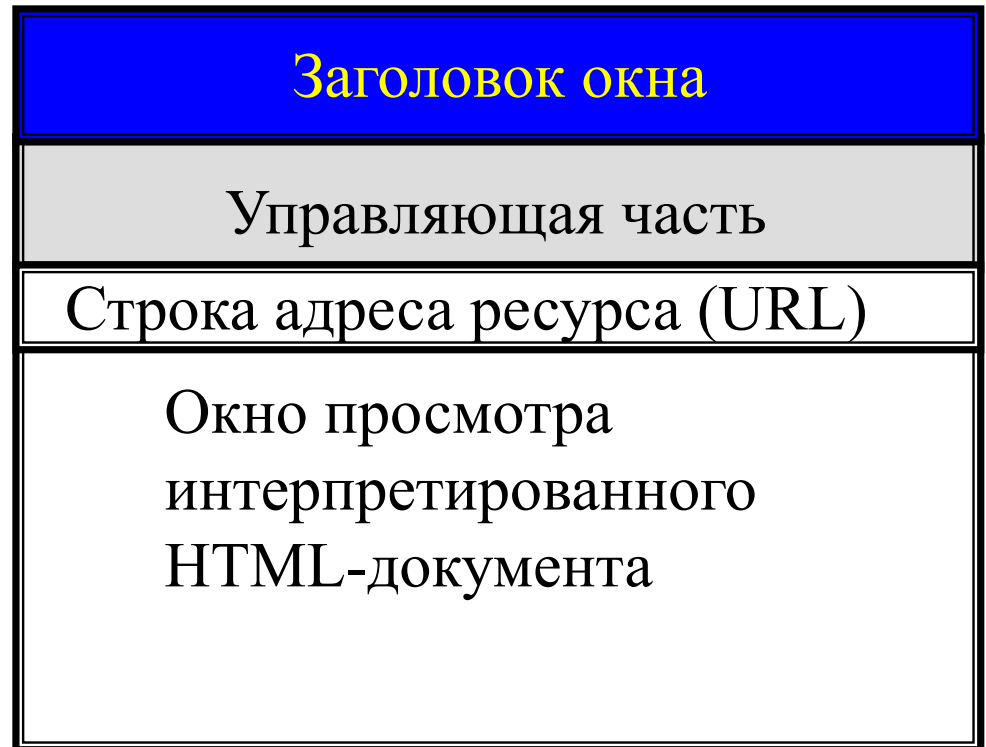 Заголовок окна
Управляющая часть
Строка адреса ресурса (URL)
Окно просмотра
интерпретированного
HTML-документа